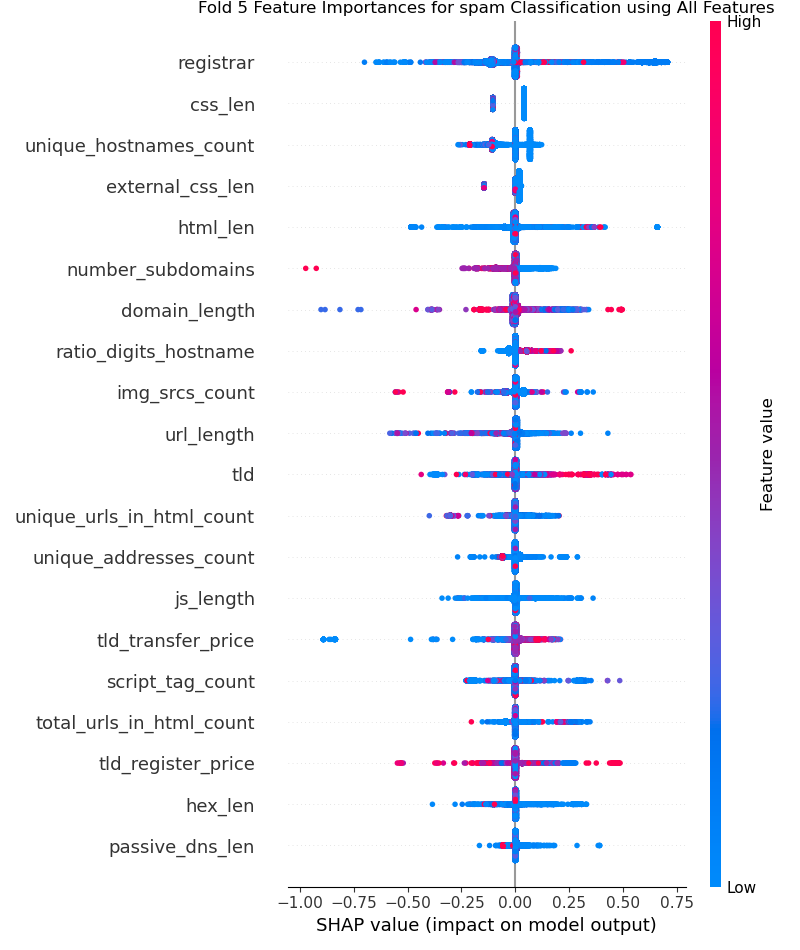 Fold 5 Feature Importances for spam Classification using All Features
High
registrar
css_len
unique_hostnames_count
external_css_len
html_len
number_subdomains
domain_length
ratio_digits_hostname
img_srcs_count
url_length
tld
unique_urls_in_html_count
unique_addresses_count
js_length
tld_transfer_price
script_tag_count
total_urls_in_html_count
tld_register_price
hex_len
passive_dns_len
Feature value
Low
−1.00 −0.75 −0.50 −0.25 0.00 0.25 0.50 0.75
SHAP value (impact on model output)